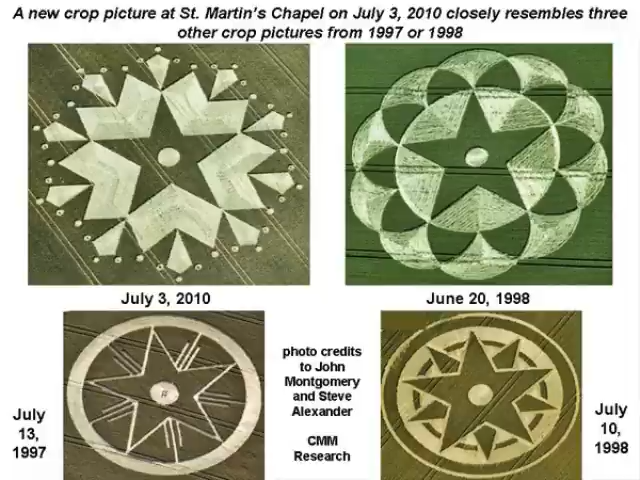 A new crop picture at St. Martin's Chapel on July 3, 2010 closely resembles three
other crop pictures from 1997 or 1998
July 3, 2010
June 20, 1998
July
13,
1997
photo credits
to John
Montgomery
and Steve
Alexander
CMM
Research
July
10,
1998